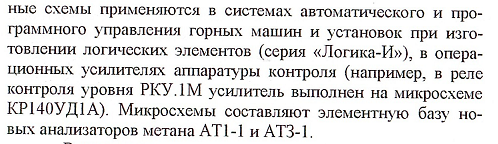 ные схемы применяются в системах автоматического и про-
граммного управления горных машин и установок при изго-
товлении логических элементов (серия «Логика-И»), в опера-
ционных усилителях аппаратуры контроля (например, в реле
контроля уровня РКУ.1М усилитель выполнен на микросхеме
КР140УД1А). Микросхемы составляют элементную базу но-
вых анализаторов метана АТ1-1 и АТ3-1.